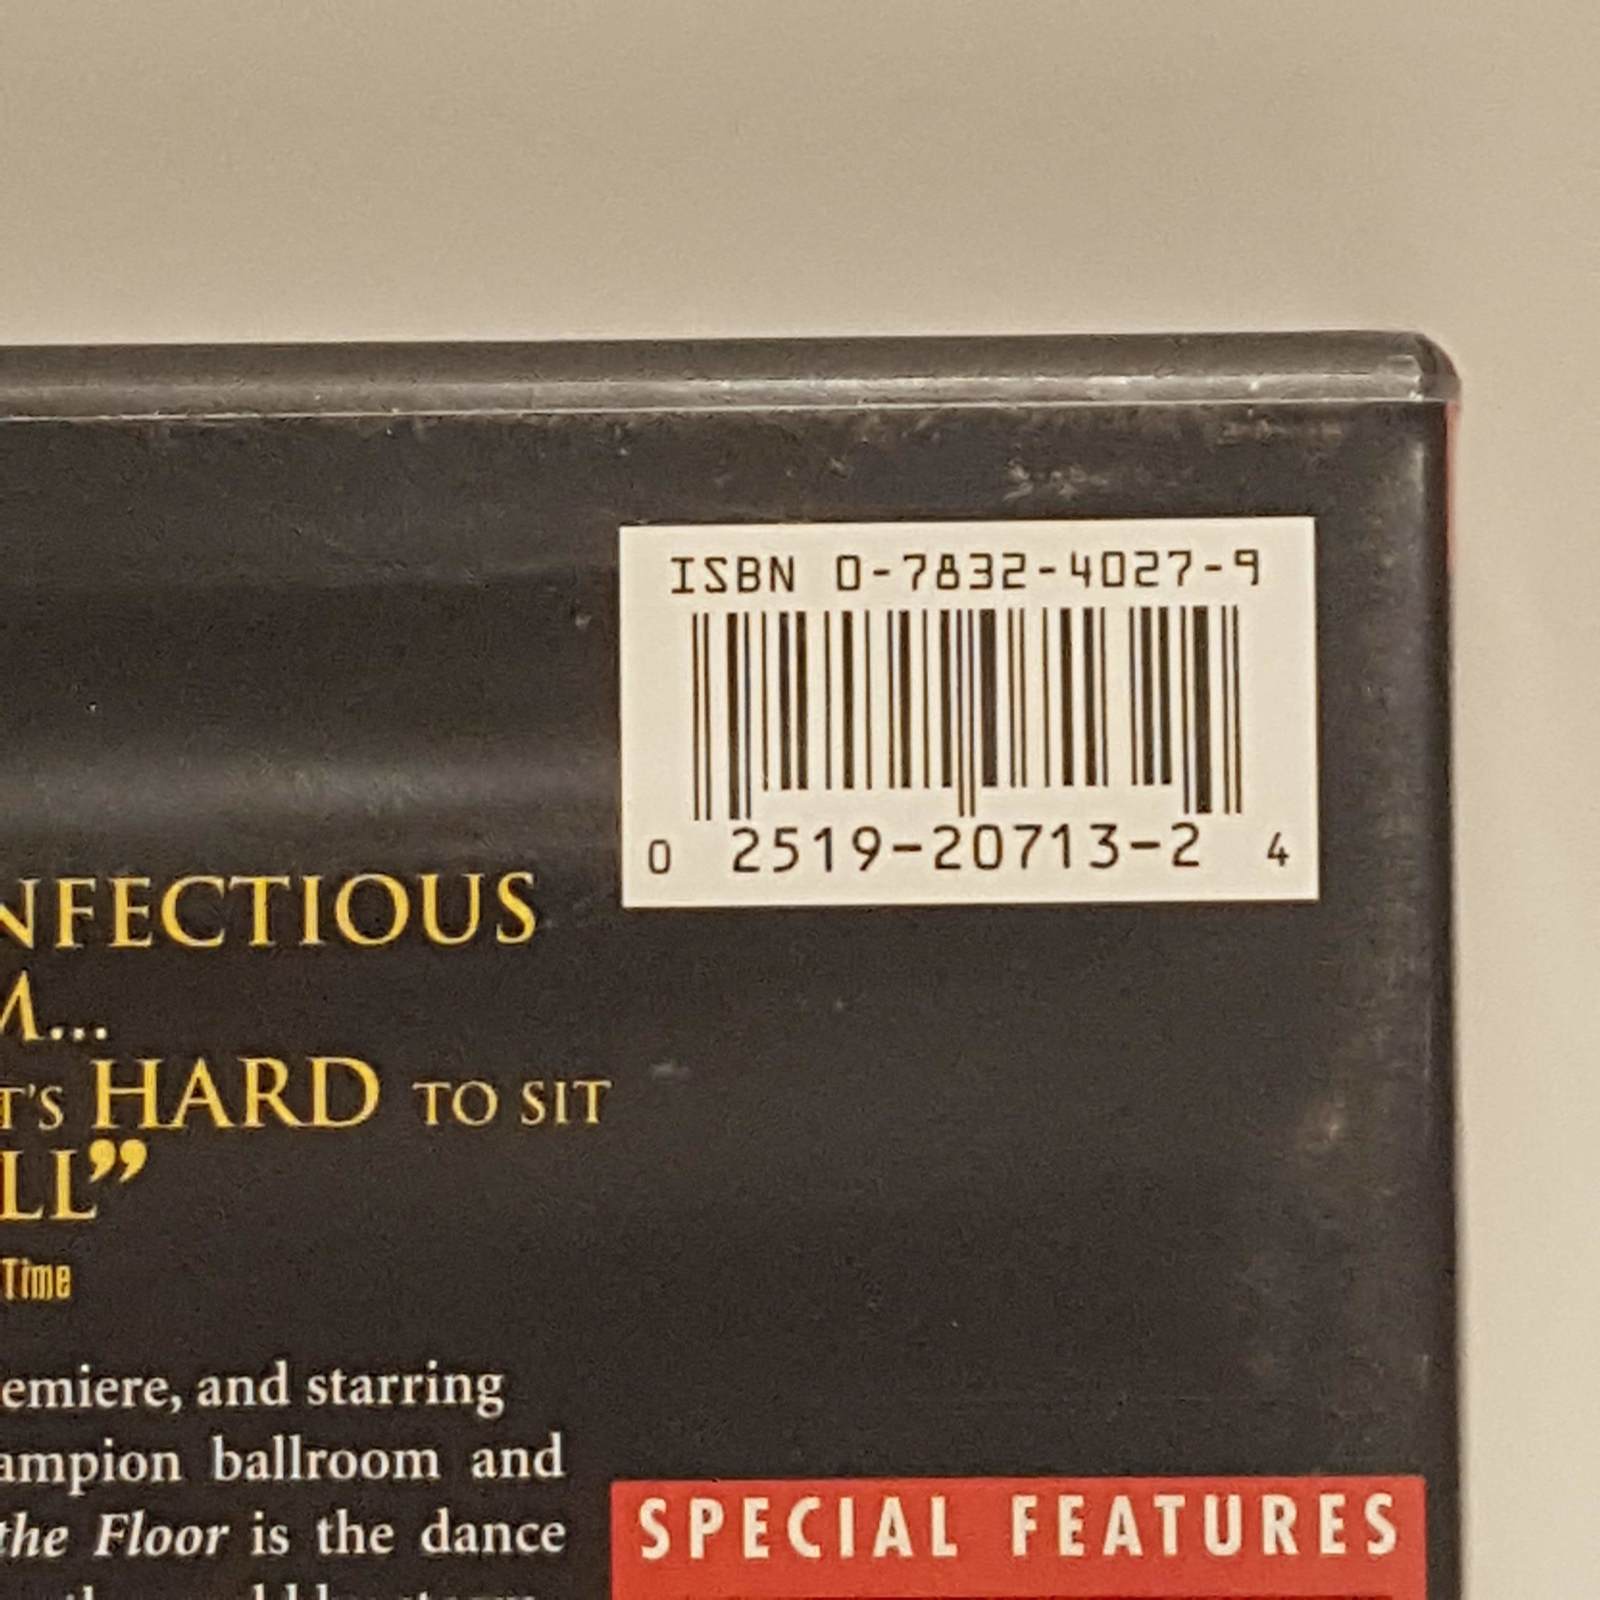 ISBN 0-7832-4027-9
0 2519-20713-2 4
NFECTIOUS
M...
T'S HARD TO SIT
LL”
Time
emiere, and starring
ampion ballroom and
the Floor is the dance
SPECIAL FEATURES